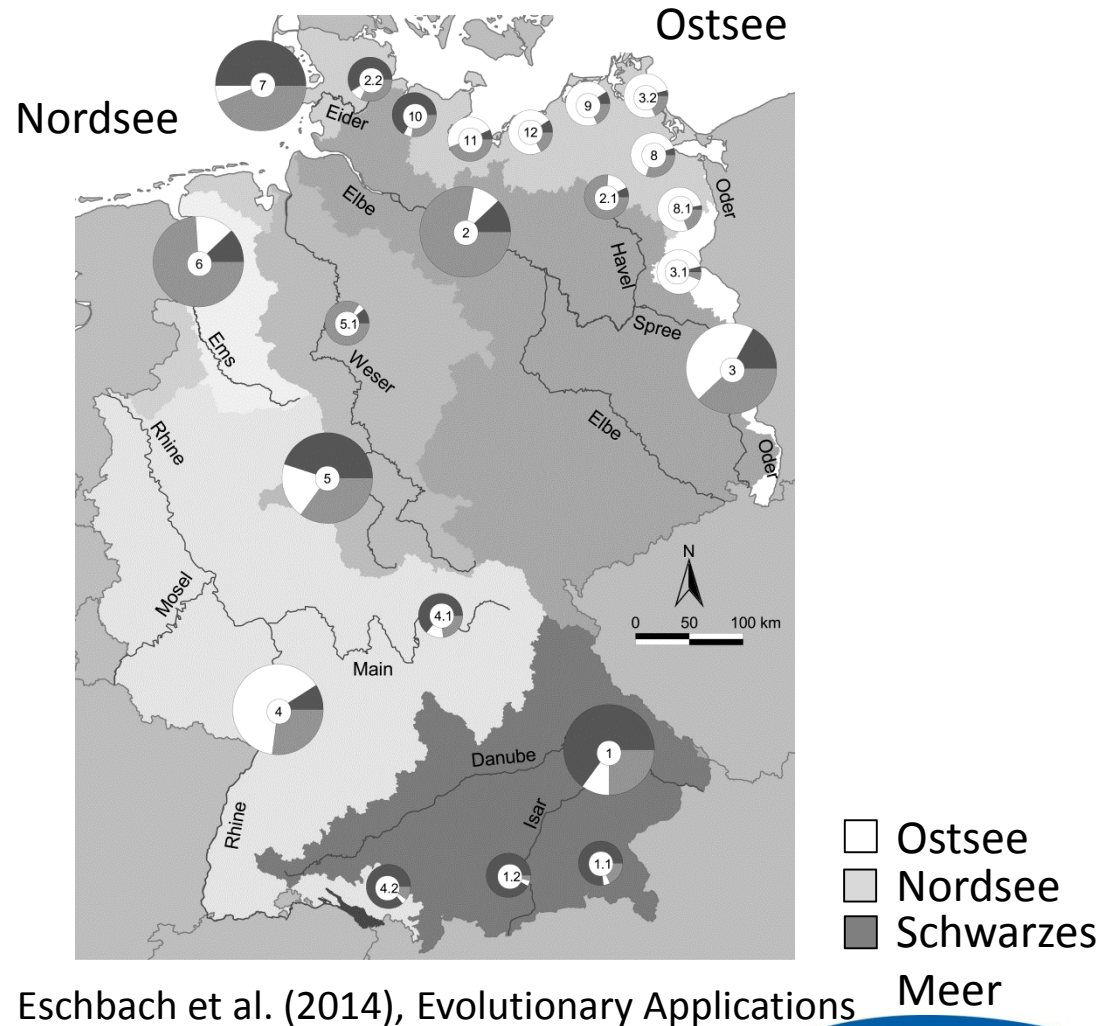 Ostsee
Nordsee
7
2.2
10
Eider
11
12
9
3.2
8
Oder
2.1
8.1
Elbe
2
Havel
3.1
6
5.1
Spree
3
Ems
Weser
Elbe
Rhine
Oder
5
N
Mosel
4.1
0 50 100 km
Main
4
Danube
1
Rhine
Isar
4.2
1.2
1.1
Ostsee
Nordsee
Schwarzes
Meer
Eschbach et al. (2014), Evolutionary Applications